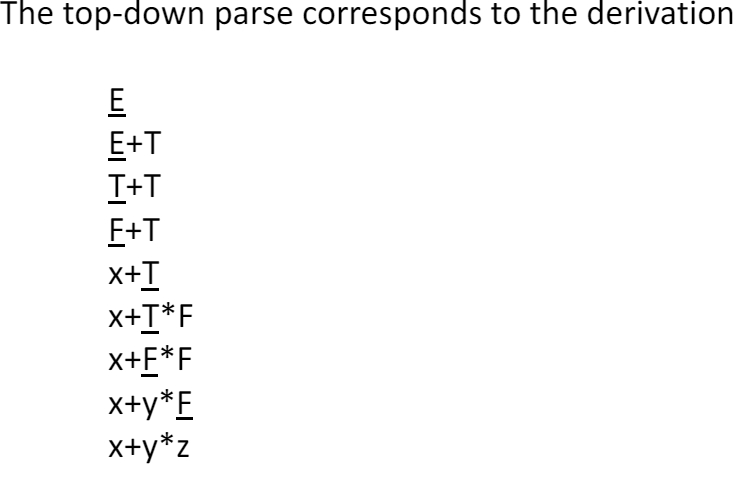 The top-down parse corresponds to the derivation
E
E+T
T+T
F+T
x+T
x+T*F
x+F*F
x+y*F
x+y*z